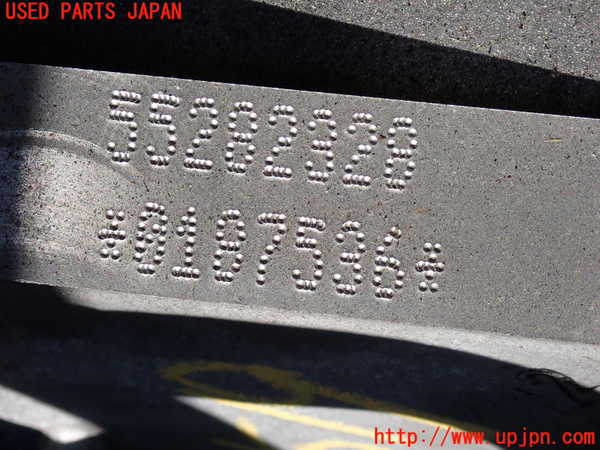 USED PARTS JAPAN
55282328
*0187536*
http://www.upjpn.com/